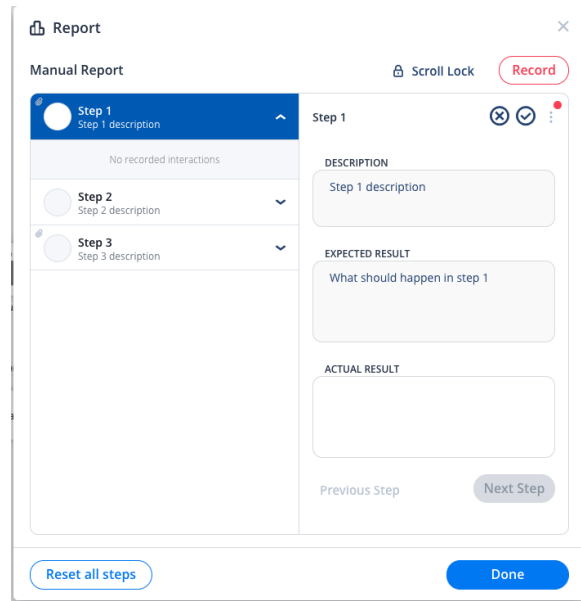 Report
Manual Report
Scroll Lock
Record
Step 1
Step 1 description
No recorded interactions
Step 2
Step 2 description
Step 3
Step 3 description
Step 1
DESCRIPTION
Step 1 description
EXPECTED RESULT
What should happen in step 1
ACTUAL RESULT
Previous Step
Next Step
Reset all steps
Done